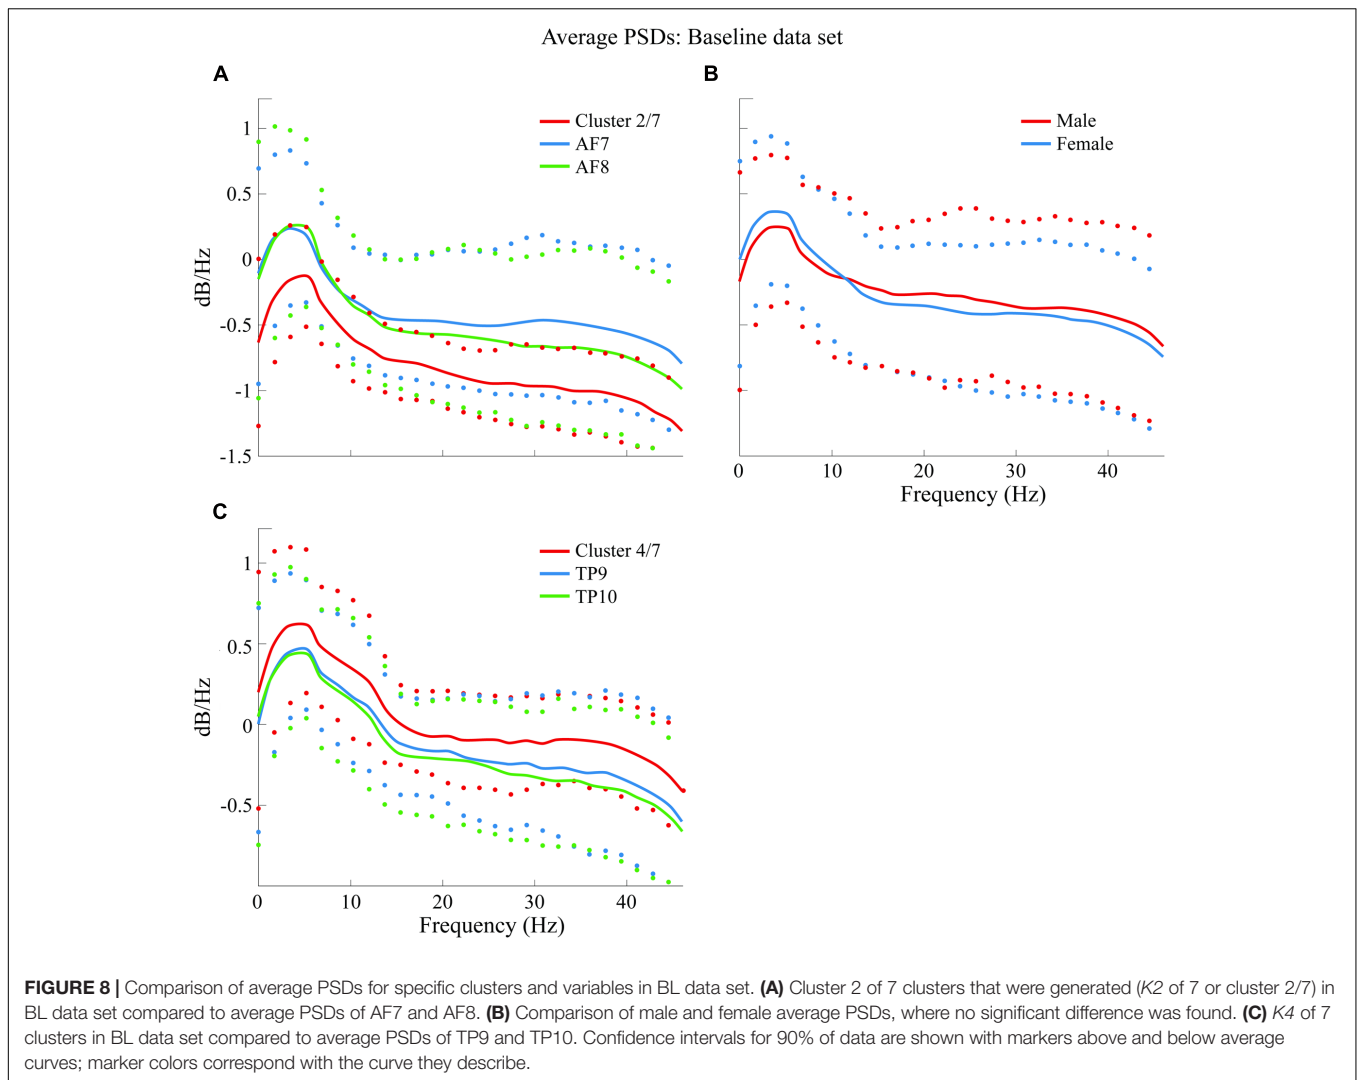 Average PSDs: Baseline data set
A
B
Cluster 2/7
AF7
AF8
Male
Female
1
0.5
0
-0.5
-1
-1.5
dB/Hz
0
10
20
30
40
Frequency (Hz)
C
Cluster 4/7
TP9
TP10
1
0.5
0
-0.5
dB/Hz
0
10
20
30
40
Frequency (Hz)
FIGURE 8 | Comparison of average PSDs for specific clusters and variables in BL data set. (A) Cluster 2 of 7 clusters that were generated (K2 of 7 or cluster 2/7) in
BL data set compared to average PSDs of AF7 and AF8. (B) Comparison of male and female average PSDs, where no significant difference was found. (C) K4 of 7
clusters in BL data set compared to average PSDs of TP9 and TP10. Confidence intervals for 90% of data are shown with markers above and below average
curves; marker colors correspond with the curve they describe.